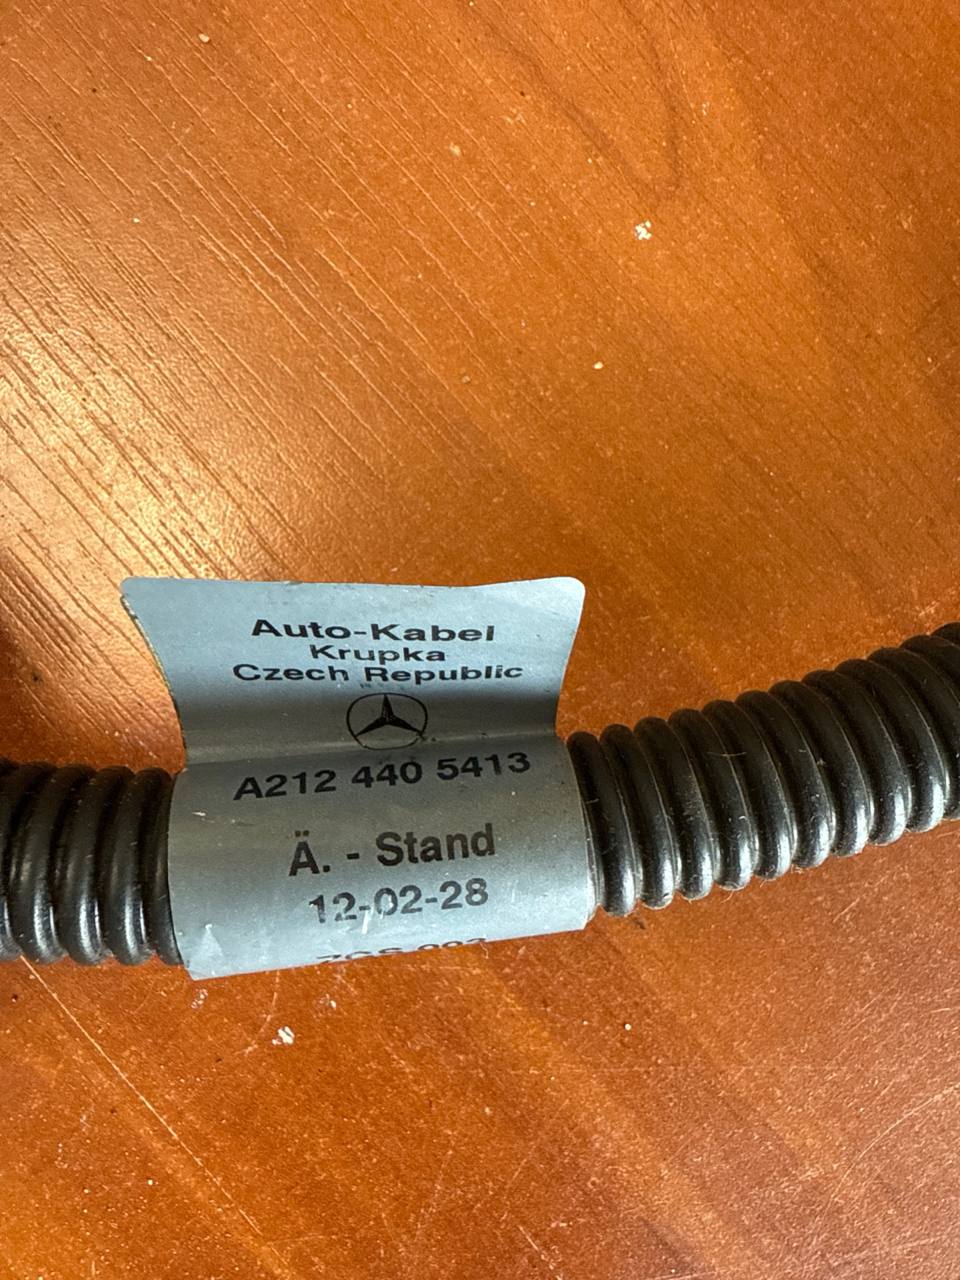 Auto-Kabel
Krupka
Czech Republic
A212 440 5413
Ä. - Stand
12-02-28